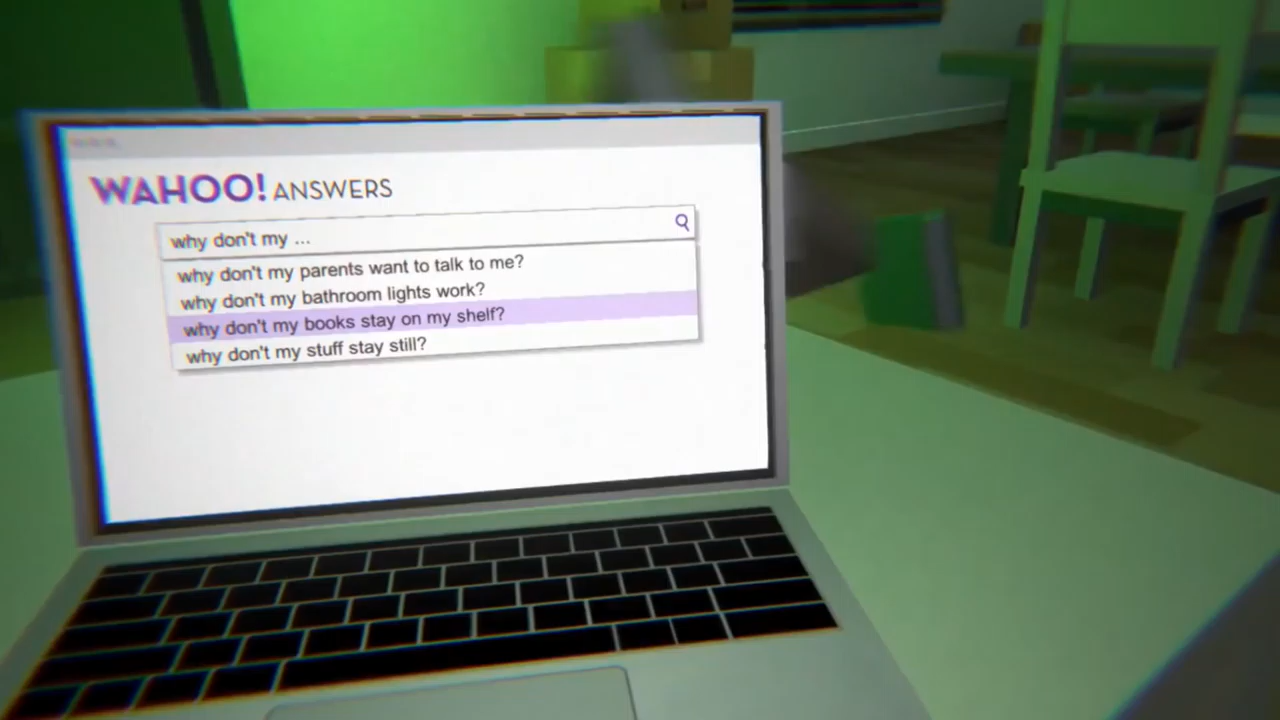 WAHOO! ANSWERS
why don't my ...
why don't my parents want to talk to me?
why don't my bathroom lights work?
why don't my books stay on my shelf?
why don't my stuff stay still?